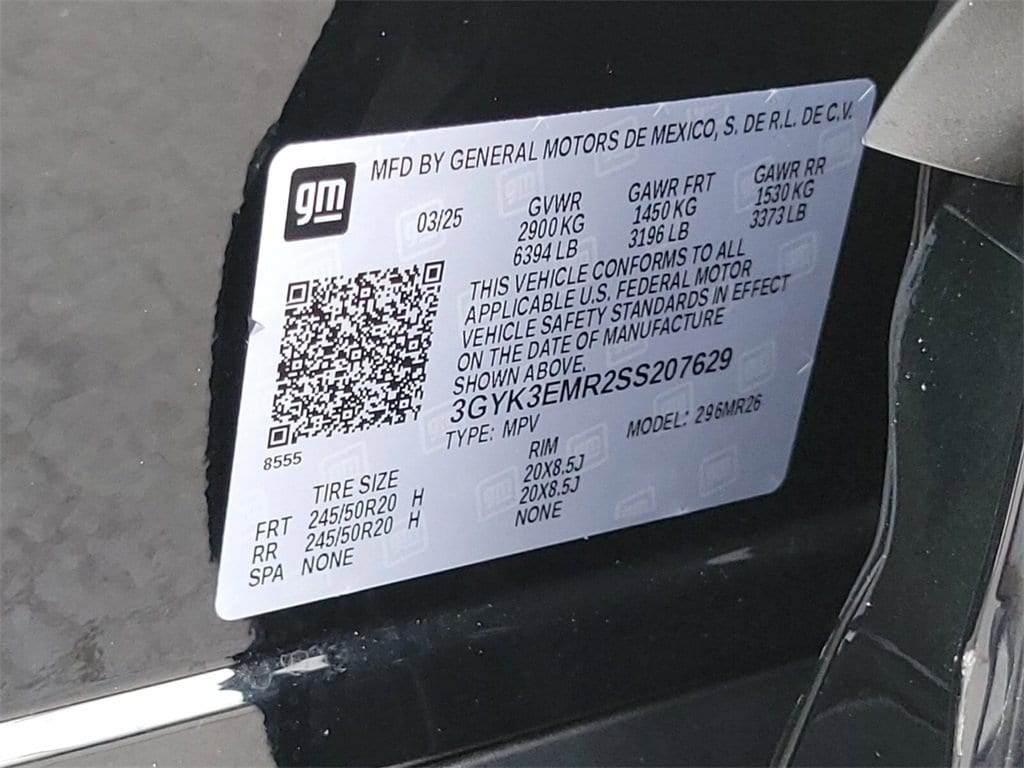 MFD BY GENERAL MOTORS DE MEXICO, S. DE R.L. DE C.V.
gm
03/25 GVWR GAWR FRT GAWR RR
2900 KG 1450 KG 1530 KG
6394 LB 3196 LB 3373 LB
THIS VEHICLE CONFORMS TO ALL
APPLICABLE U.S. FEDERAL MOTOR
VEHICLE SAFETY STANDARDS IN EFFECT
ON THE DATE OF MANUFACTURE
SHOWN ABOVE.
3GYK3EMR2SS207629
TYPE: MPV MODEL: 296MR26
8555
TIRE SIZE RIM
FRT 245/50R20 H 20X8.5J
RR 245/50R20 H 20X8.5J
SPA NONE NONE